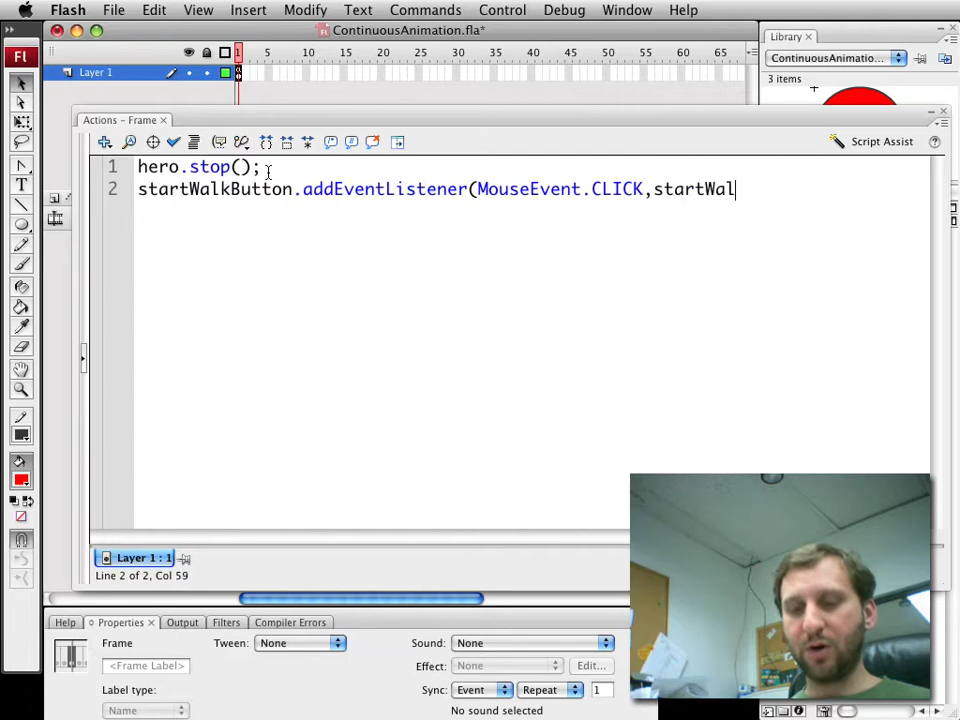 Flash File Edit View Insert Modify Text Commands Control Debug Window Help
ContinuousAnimation.fla*
Library ×
Fl
1 5 10 15 20 25 30 35 40 45 50 55 60 65
Layer 1
ContinuousAnimatio...
3 items
Actions - Frame ×
Script Assist
1 hero.stop();
2 startWalkButton.addEventListener(MouseEvent.CLICK,startWal
T
Layer 1 : 1
Line 2 of 2, Col 59
Help Properties × Output Filters Compiler Errors
Frame Tween: None Sound: None
<Frame Label> Effect: None Edit...
Label type: Sync: Event Repeat 1
Name No sound selected